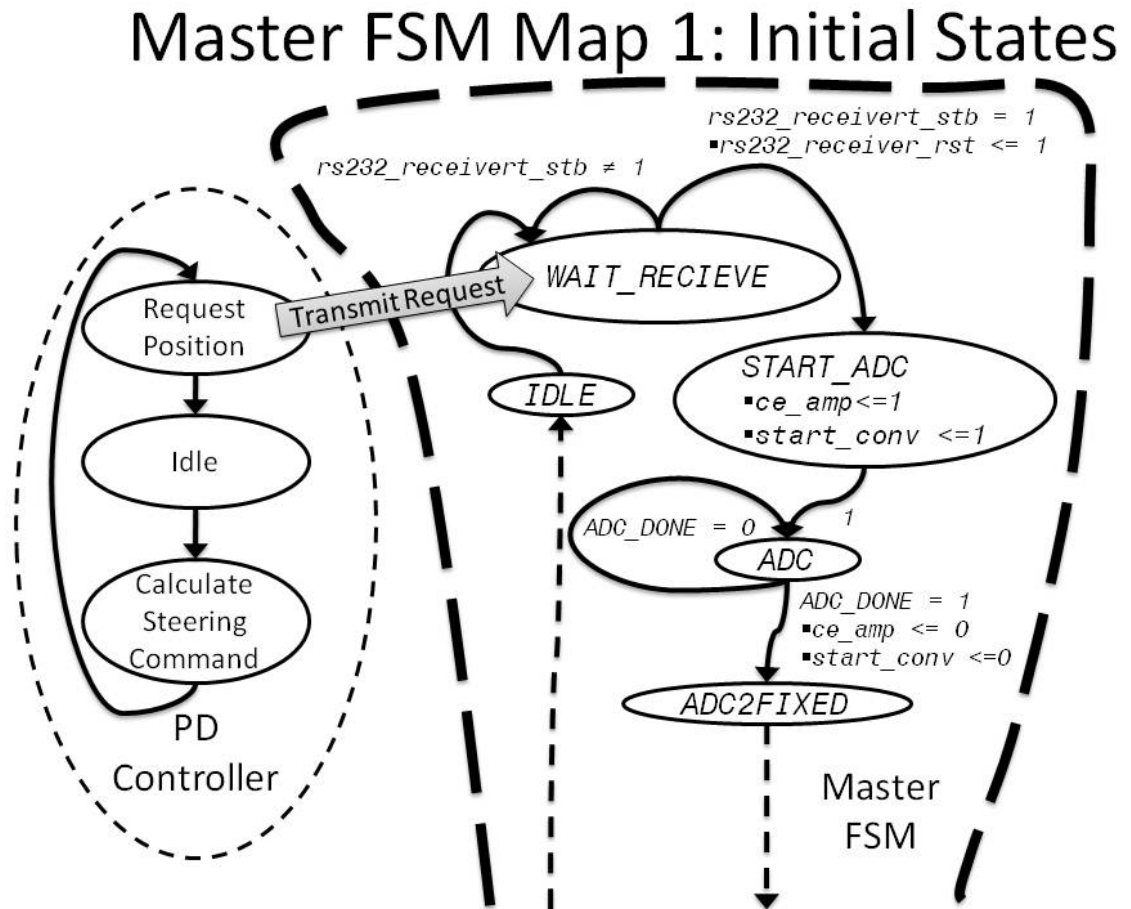 Master FSM Map 1: Initial States
rs232_receivert_stb = 1
▪rs232_receiver_rst <= 1
rs232_receivert_stb ≠ 1
WAIT_RECIEVE
Transmit Request
Request
Position
IDLE
START_ADC
▪ce_amp<=1
▪start_conv <=1
Idle
1
ADC_DONE = 0
ADC
Calculate
Steering
Command
ADC_DONE = 1
▪ce_amp <= 0
▪start_conv <=0
ADC2FIXED
PD
Controller
Master
FSM